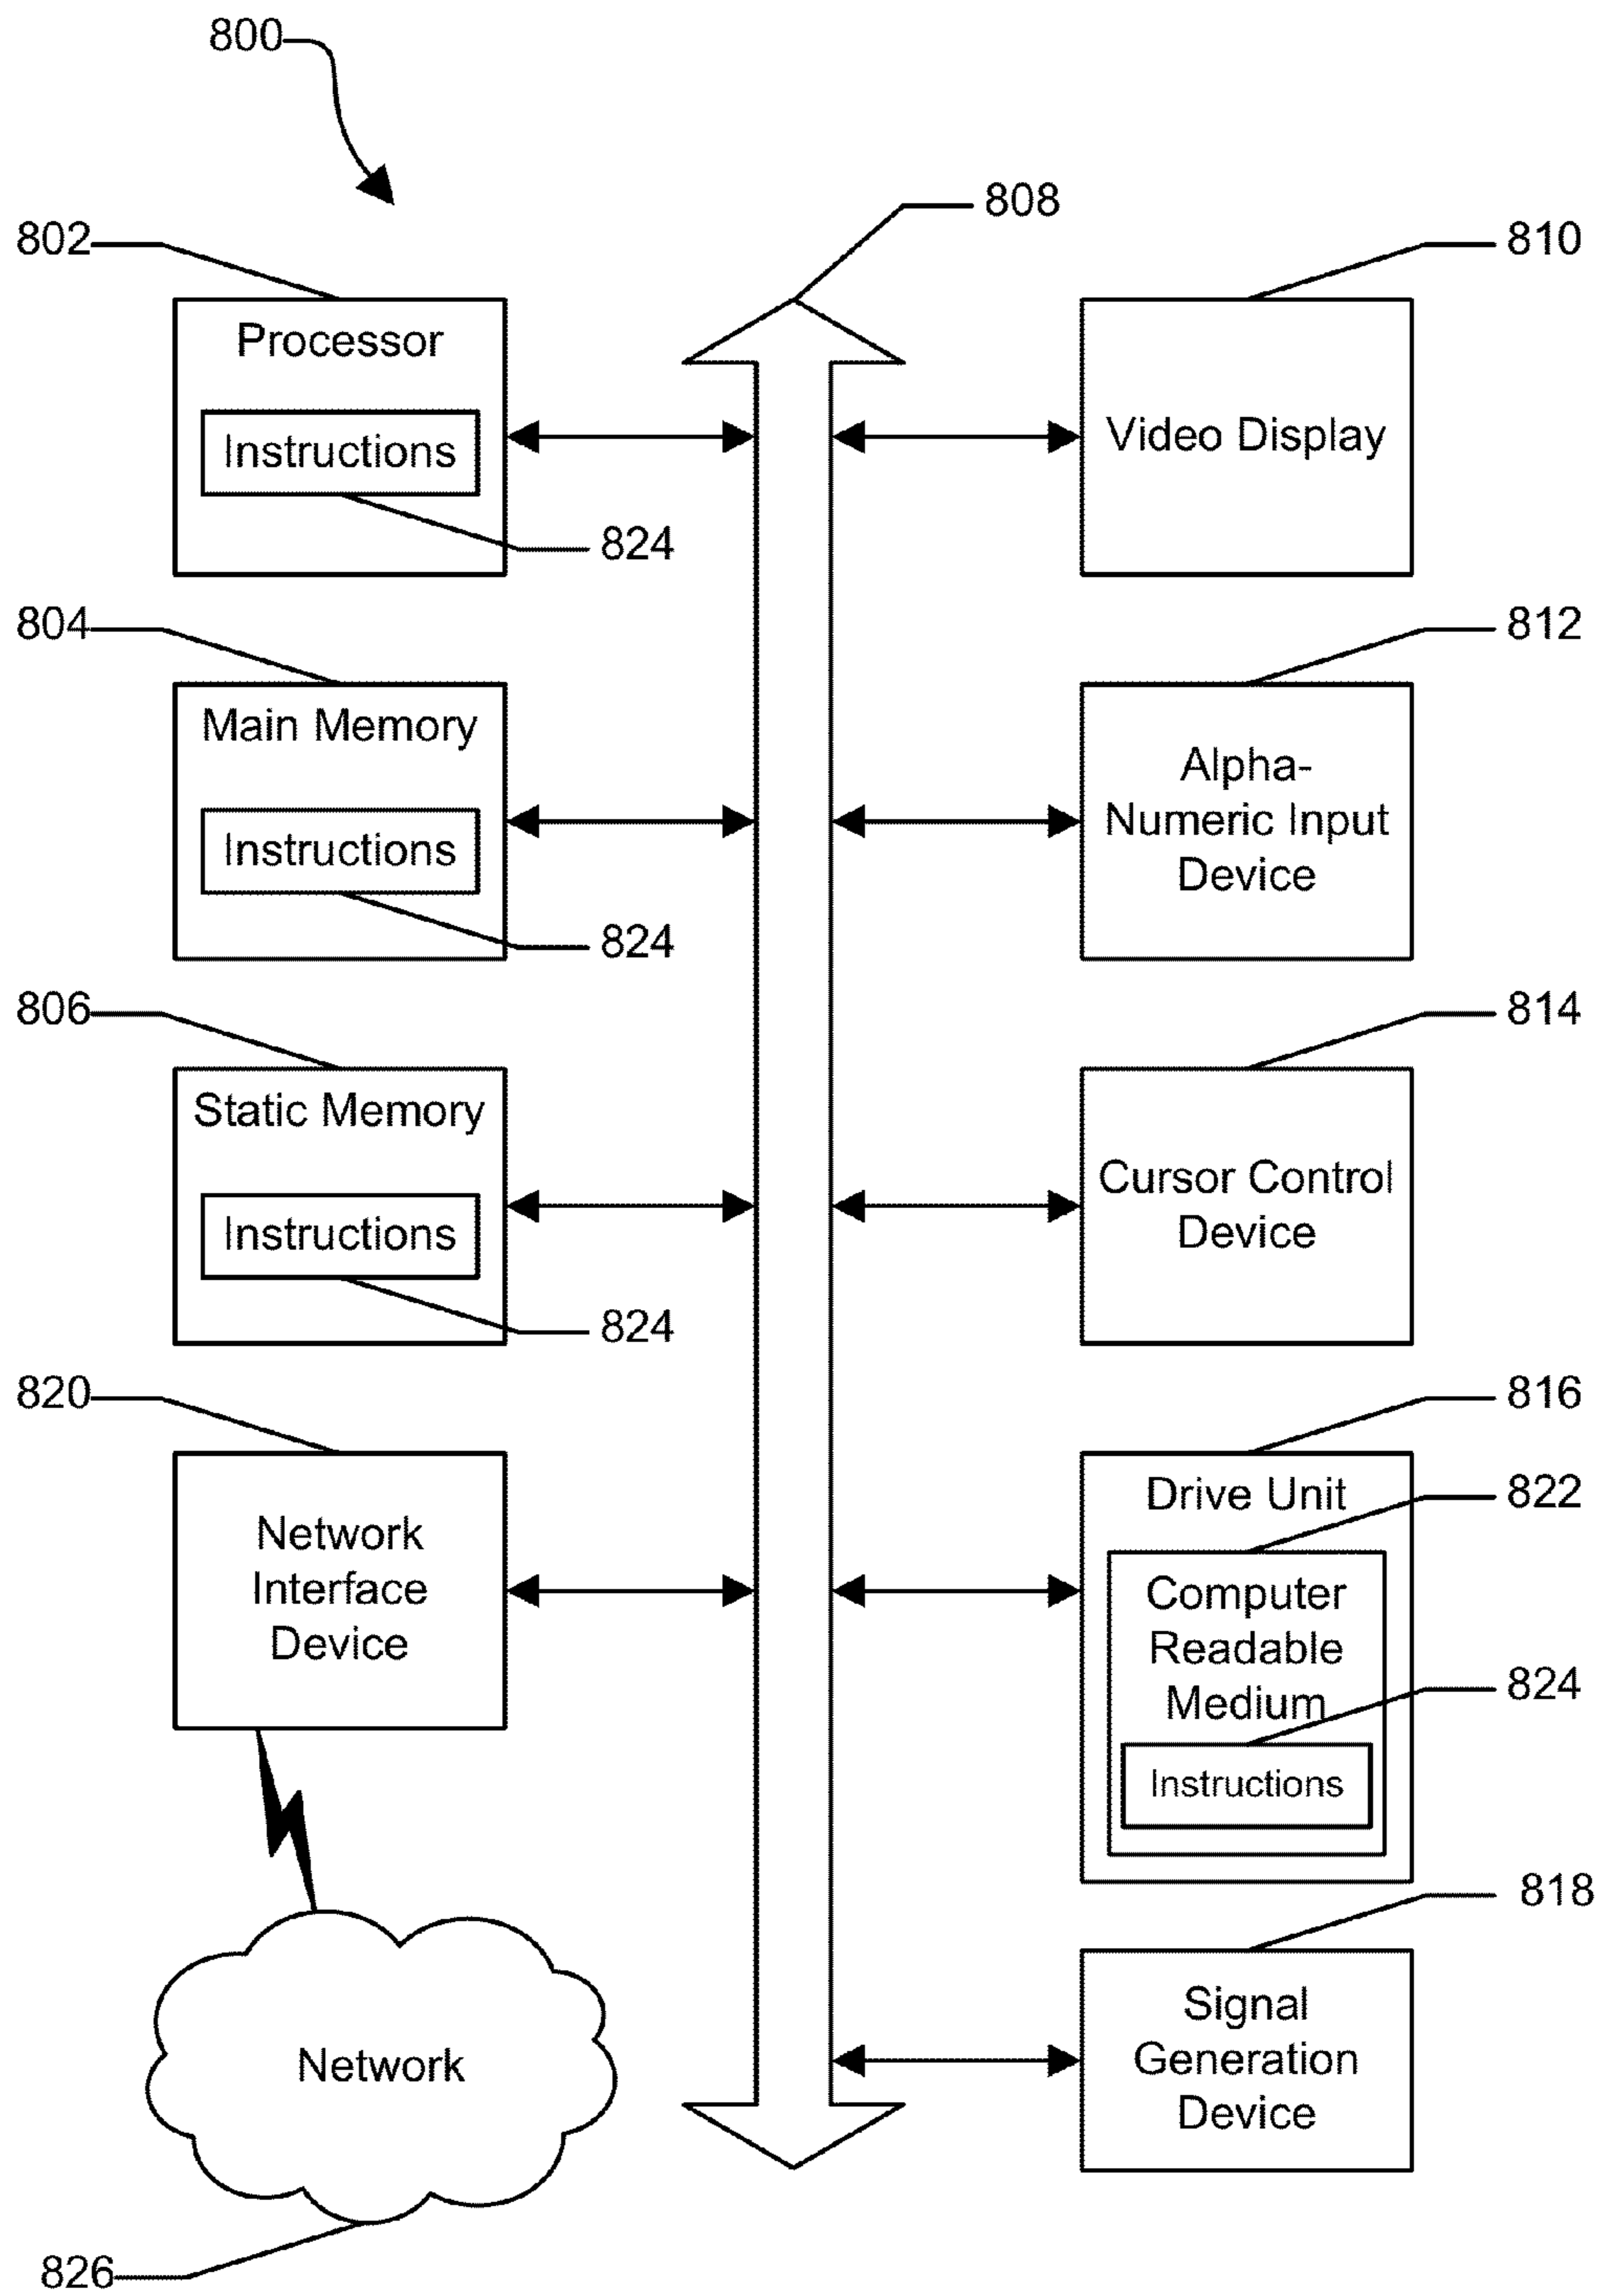 800
808
802
810
Processor
Instructions
824
Video Display
804
812
Main Memory
Instructions
824
Alpha-
Numeric Input
Device
806
814
Static Memory
Instructions
824
Cursor Control
Device
820
816
Network
Interface
Device
Drive Unit
822
Computer
Readable
Medium
824
Instructions
818
Signal
Generation
Device
Network
826